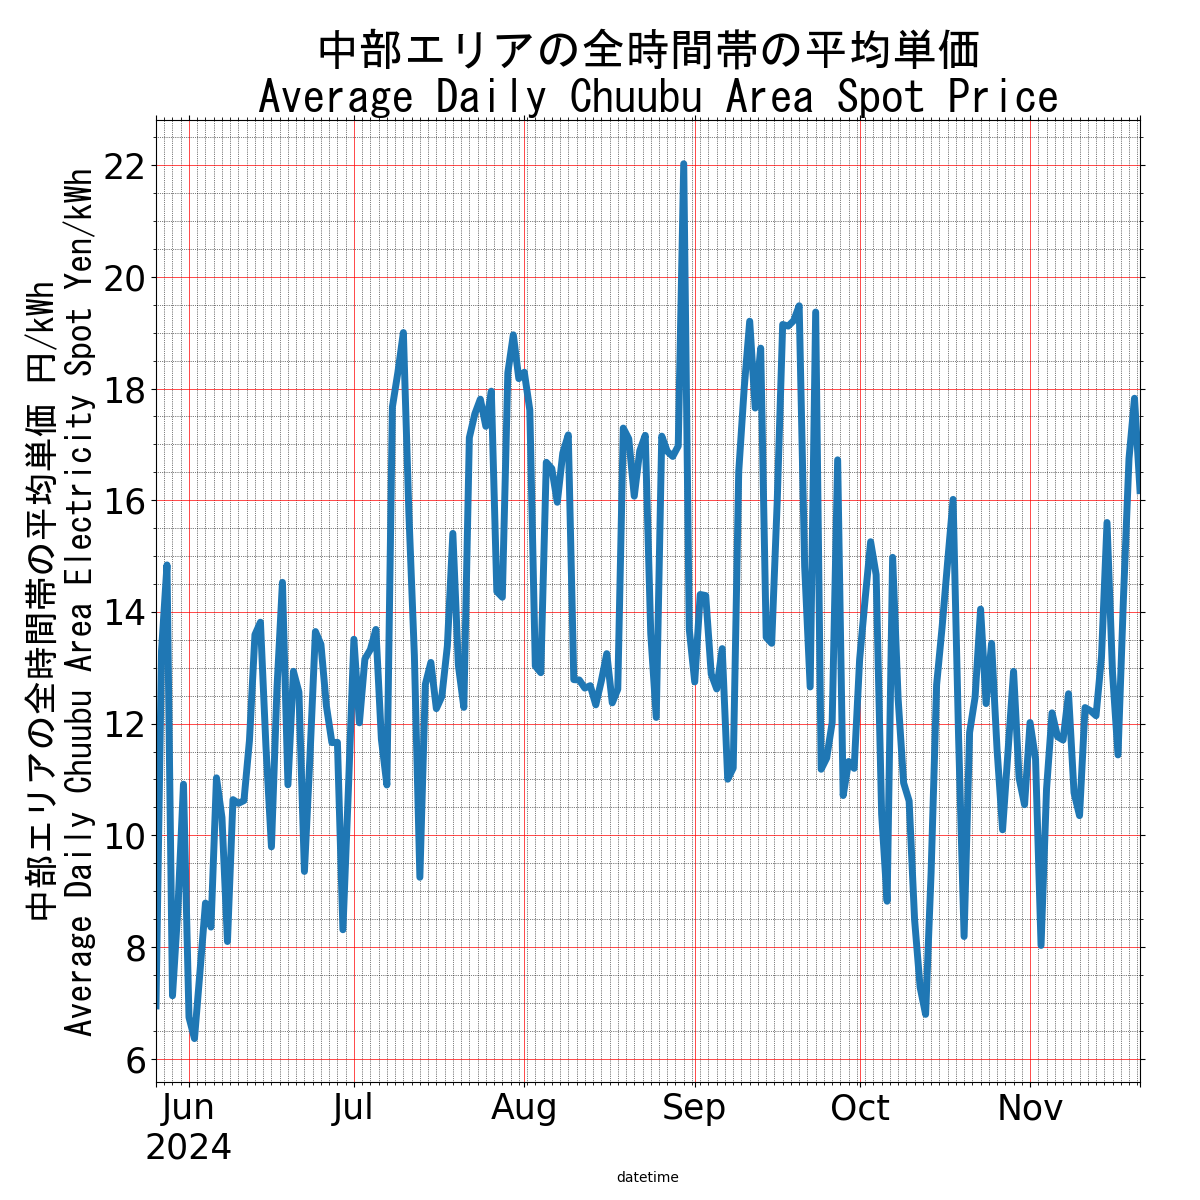 中部エリアの全時間帯の平均単価
Average Daily Chuubu Area Spot Price
中部エリアの全時間帯の平均単価 円/kWh
Average Daily Chuubu Area Electricity Spot Yen/kWh
22
20
18
16
14
12
10
8
6
Jun
2024
Jul
Aug
Sep
Oct
Nov
datetime